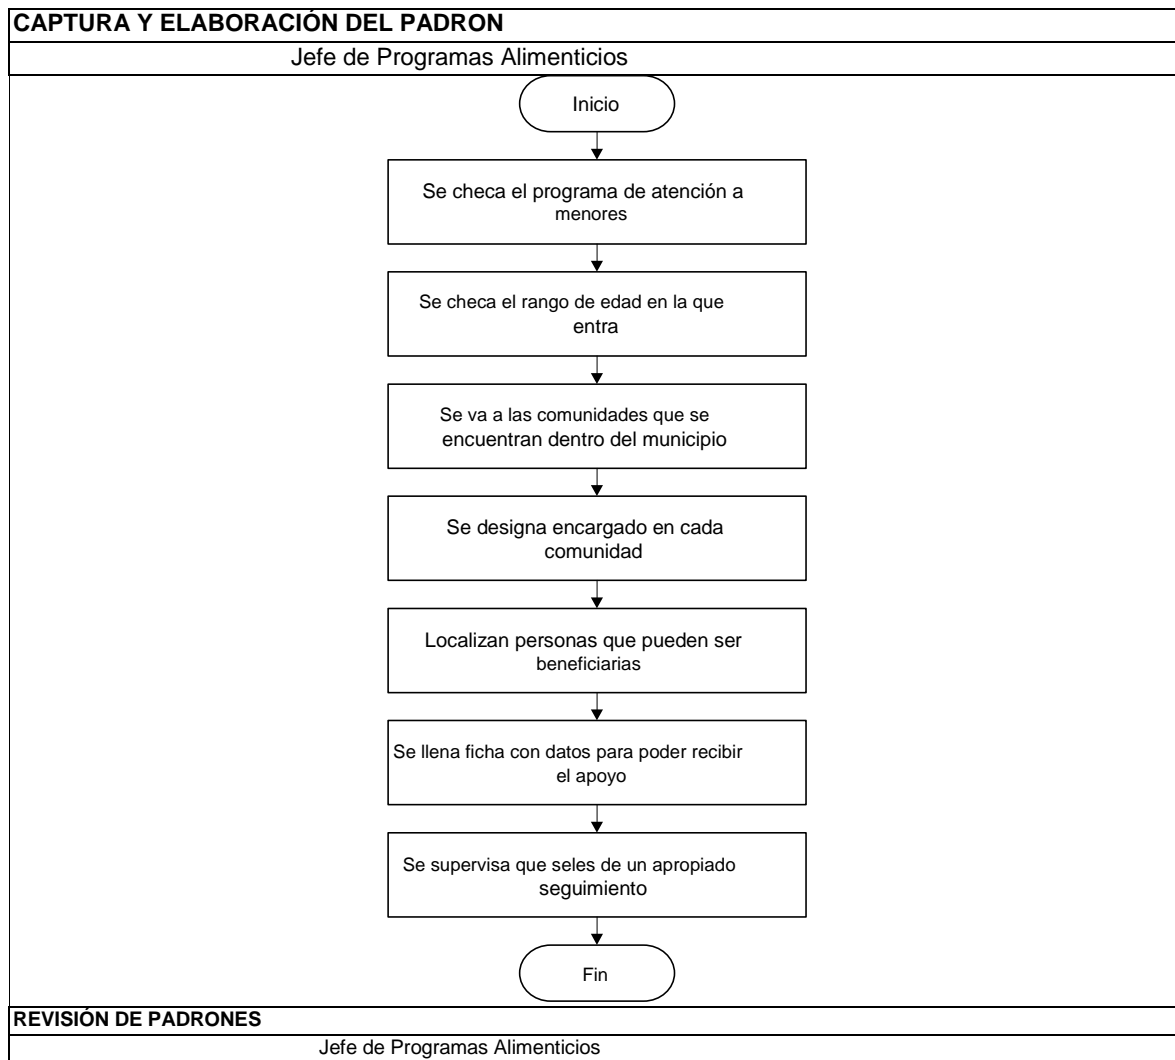 CAPTURA Y ELABORACIÓN DEL PADRON
Jefe de Programas Alimenticios
Inicio
Se checa el programa de atención a
menores
Se checa el rango de edad en la que
entra
Se va a las comunidades que se
encuentran dentro del municipio
Se designa encargado en cada
comunidad
Localizan personas que pueden ser
beneficiarias
Se llena ficha con datos para poder recibir
el apoyo
Se supervisa que seles de un apropiado
seguimiento
Fin
REVISIÓN DE PADRONES
Jefe de Programas Alimenticios